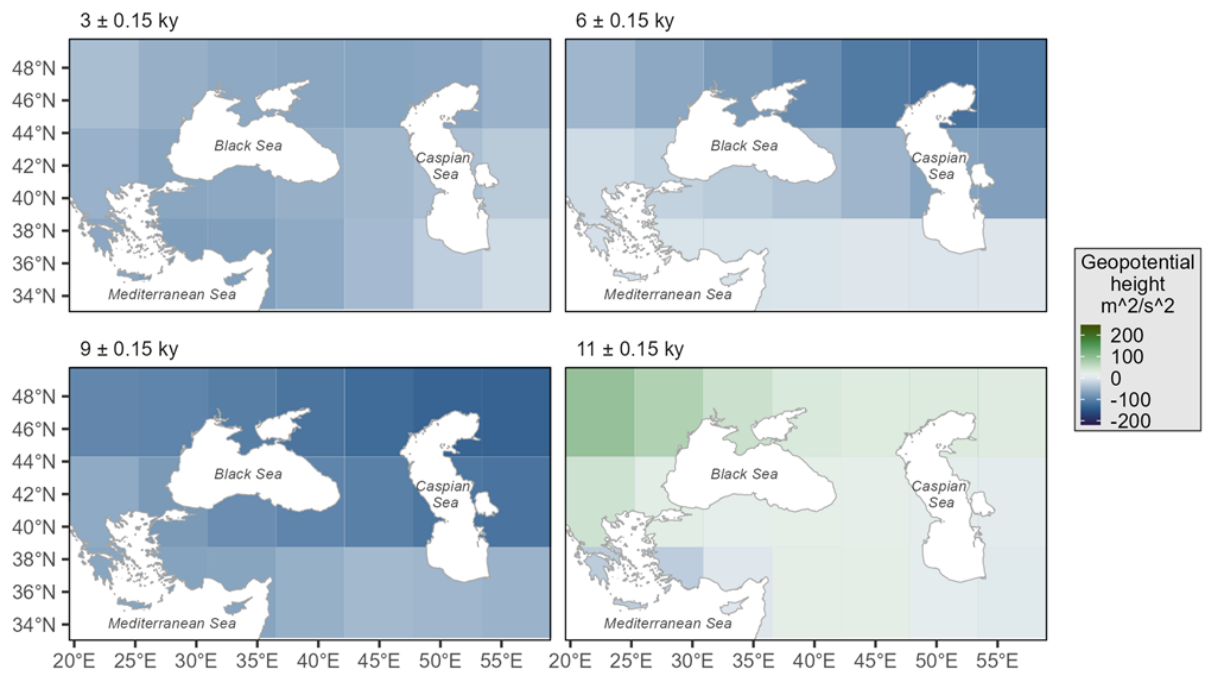 3 ± 0.15 ky
6 ± 0.15 ky
48°N
46°N
44°N
42°N
40°N
38°N
36°N
34°N
Black Sea
Caspian
Sea
Mediterranean Sea
Black Sea
Caspian
Sea
Mediterranean Sea
9 ± 0.15 ky
11 ± 0.15 ky
48°N
46°N
44°N
42°N
40°N
38°N
36°N
34°N
Black Sea
Caspian
Sea
Mediterranean Sea
Black Sea
Caspian
Sea
Mediterranean Sea
20°E 25°E 30°E 35°E 40°E 45°E 50°E 55°E
20°E 25°E 30°E 35°E 40°E 45°E 50°E 55°E
Geopotential
height
m^2/s^2
200
100
0
-100
-200